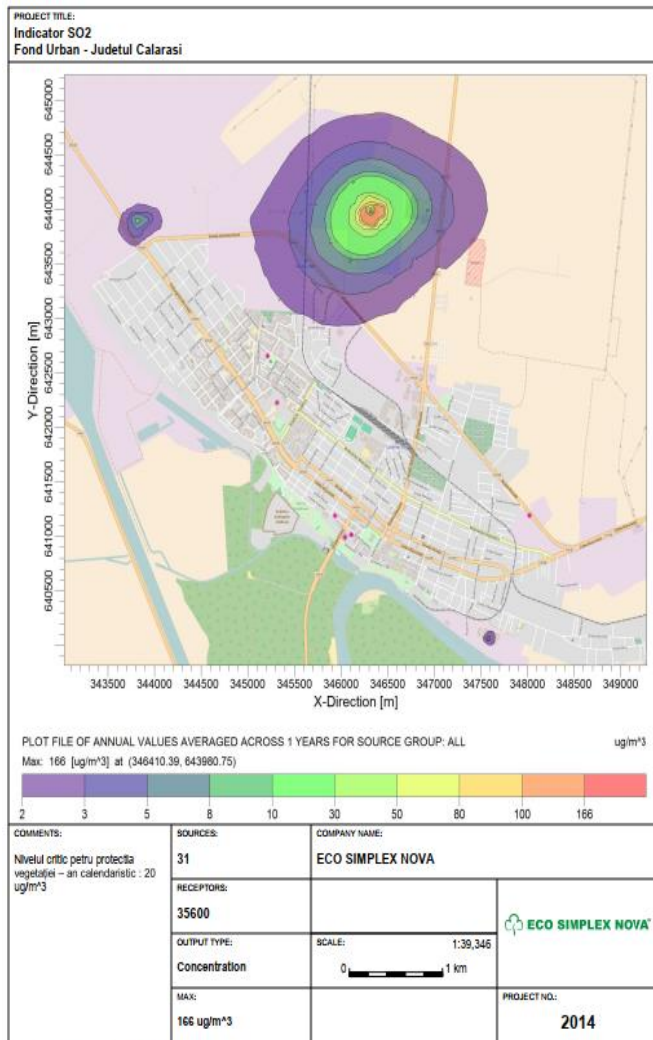 PROJECT TITLE:
Indicator SO2
Fond Urban - Judetul Calarasi
645000
644500
644000
643500
643000
642500
642000
641500
641000
640500
Y-Direction [m]
343500 344000 344500 345000 345500 346000 346500 347000 347500 348000 348500 349000
X-Direction [m]
PLOT FILE OF ANNUAL VALUES AVERAGED ACROSS 1 YEARS FOR SOURCE GROUP: ALL ug/m^3
Max: 166 [ug/m^3] at (346410.39, 643980.75)
2 3 5 8 10 30 50 80 100 166
COMMENTS:
Nivelul critic petru protectia
vegetației – an calendaristic : 20
ug/m^3
SOURCES:
31
COMPANY NAME:
ECO SIMPLEX NOVA
RECEPTORS:
35600
OUTPUT TYPE:
Concentration
SCALE: 1:39,346
0 1 km
ECO SIMPLEX NOVA
MAX:
166 ug/m^3
PROJECT NO.:
2014